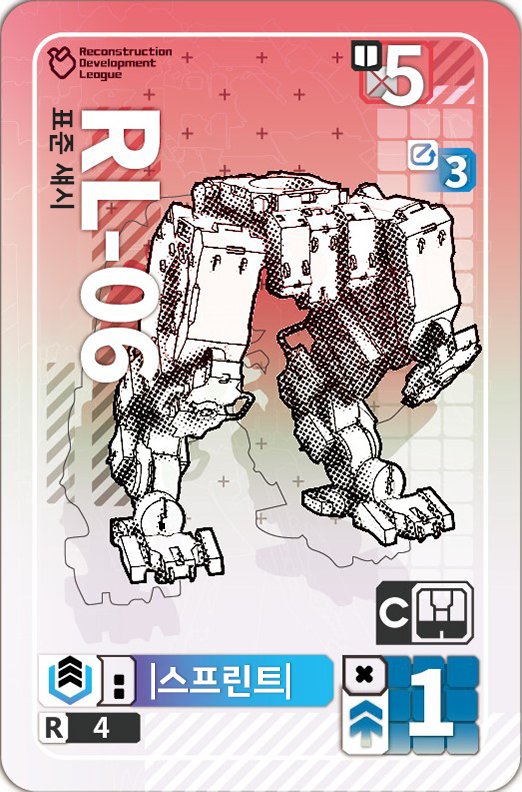 Reconstruction
Development
League
5
3
RL-06
표준 섀시
C
|스프린트|
R 4
1